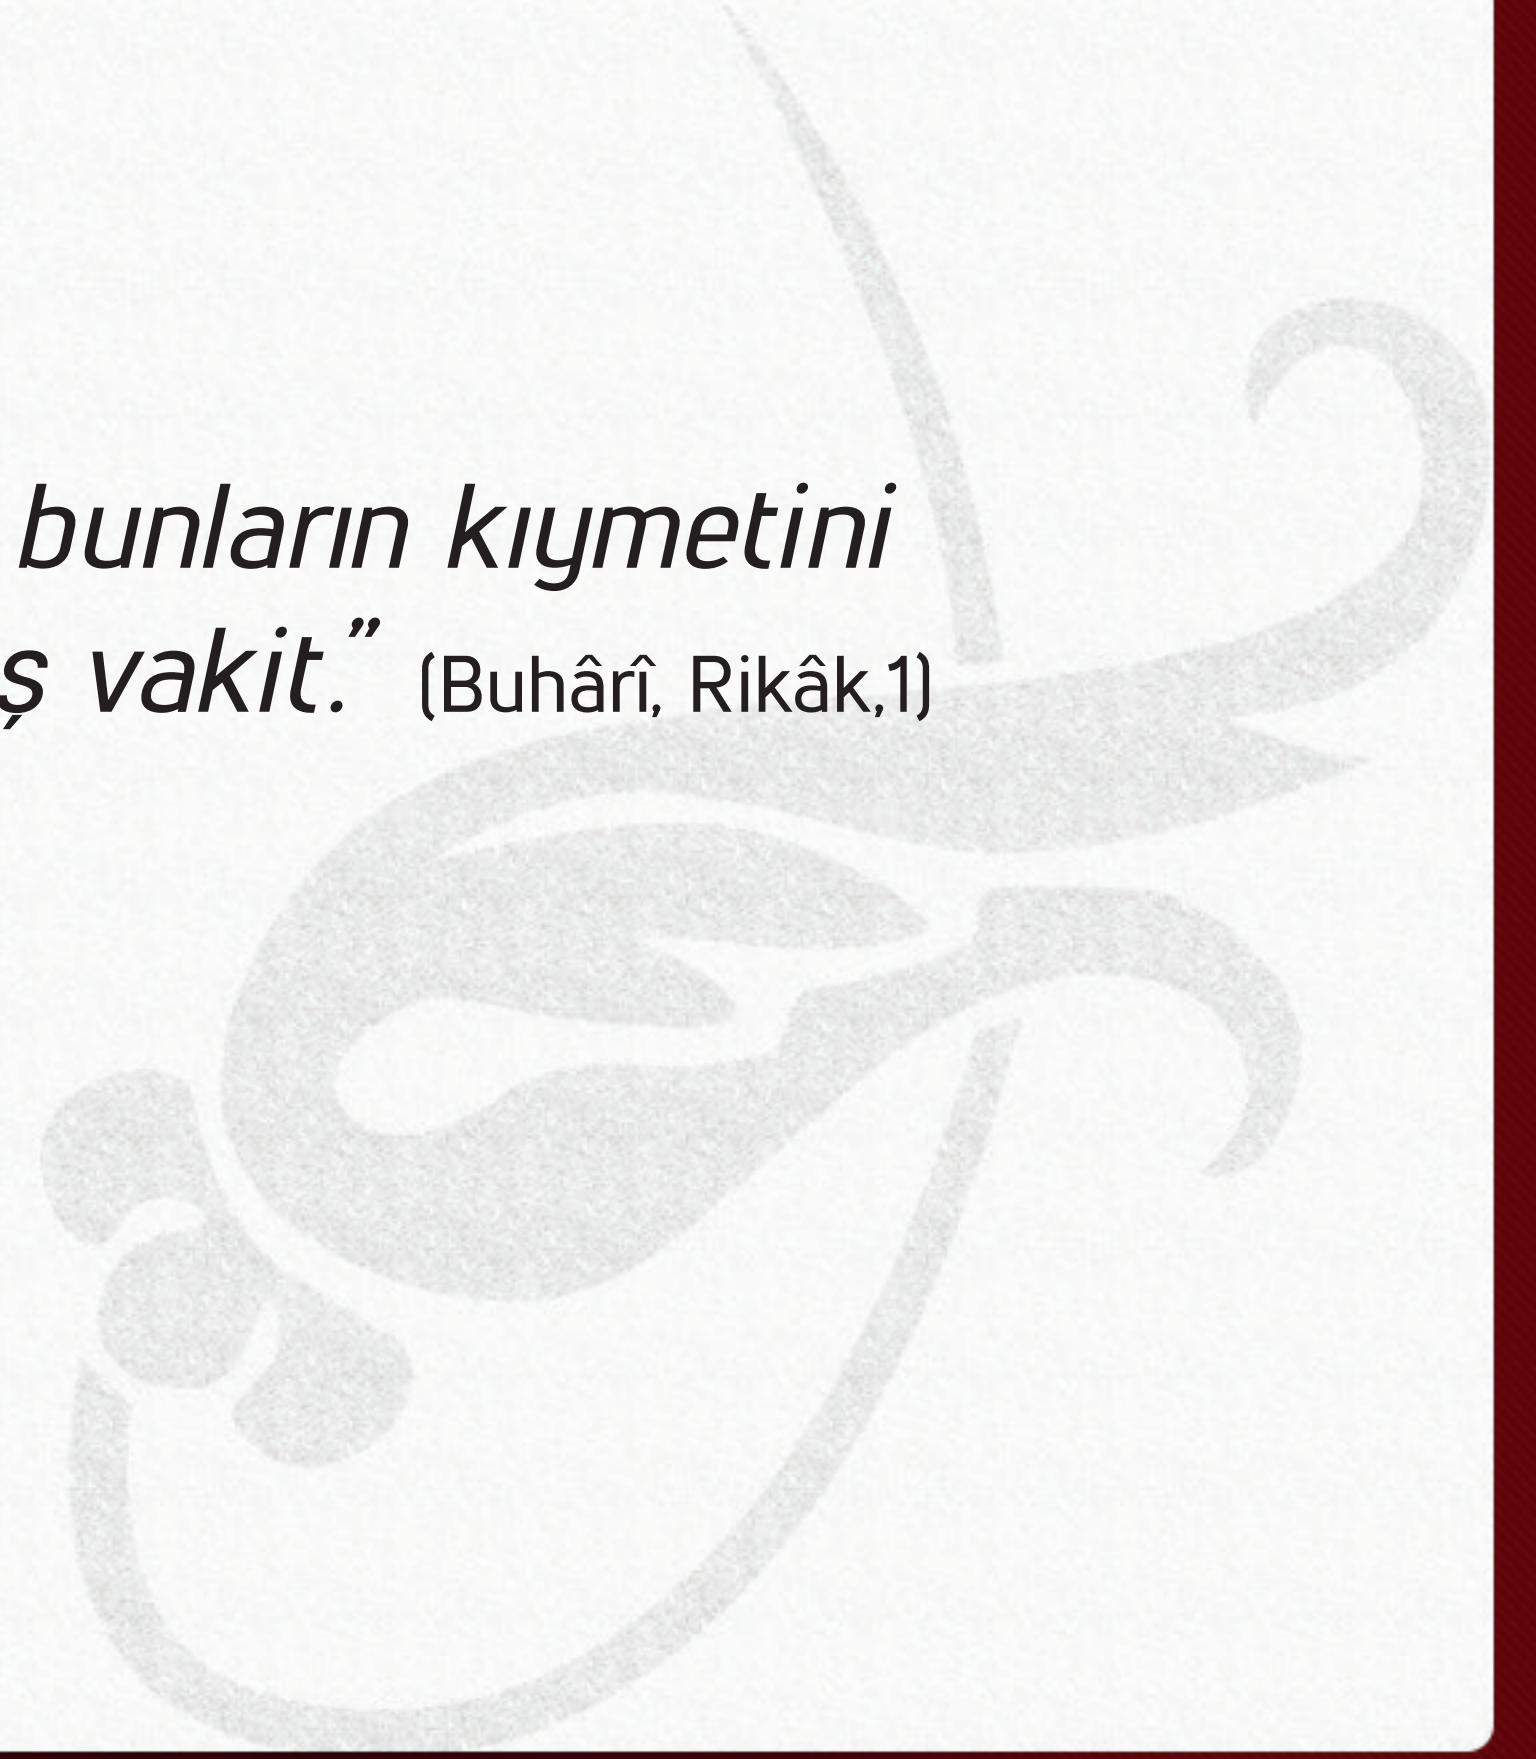 bunların kıymetini
ş vakit.” (Buhârî, Rikâk,1)